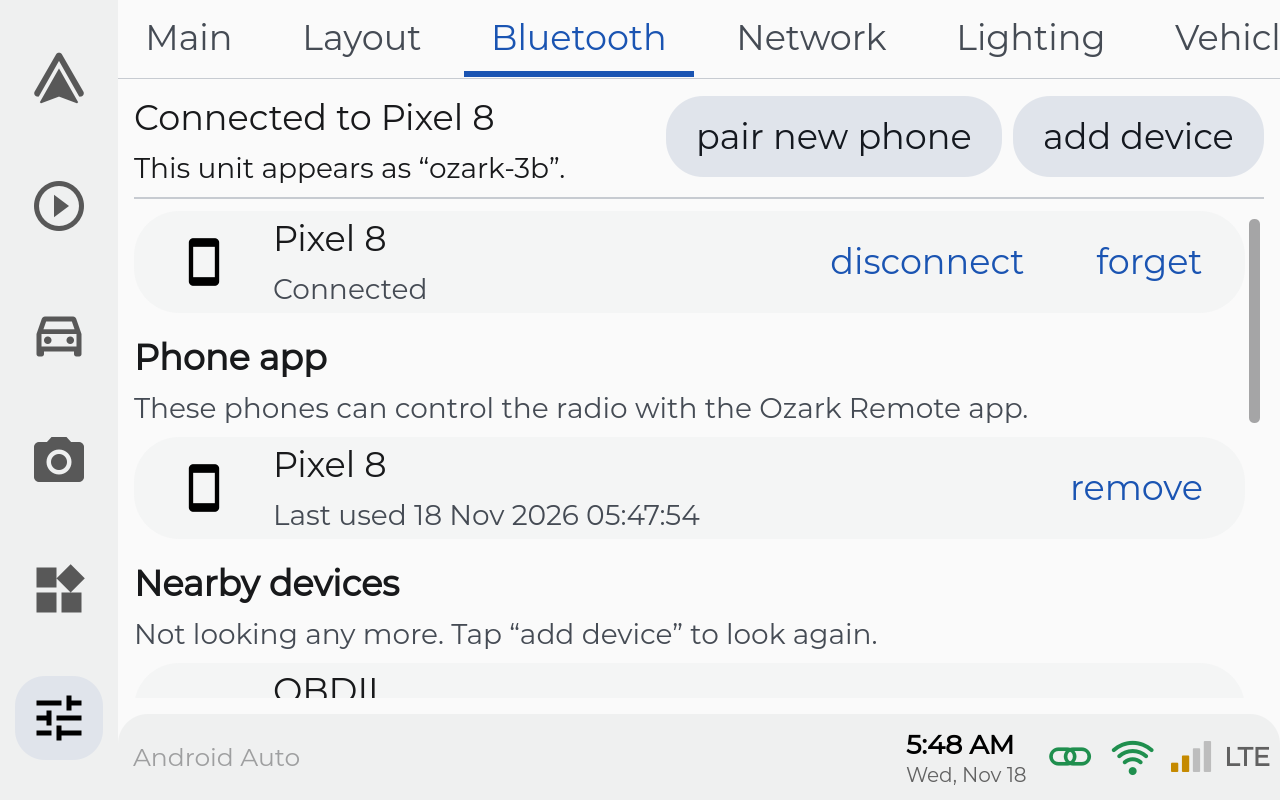 Main Layout Bluetooth Network Lighting Vehicl
Connected to Pixel 8
This unit appears as “ozark-3b”.
pair new phone
add device
Pixel 8
Connected
disconnect
forget
Phone app
These phones can control the radio with the Ozark Remote app.
Pixel 8
Last used 18 Nov 2026 05:47:54
remove
Nearby devices
Not looking any more. Tap “add device” to look again.
OBDII
Android Auto
5:48 AM
Wed, Nov 18
LTE